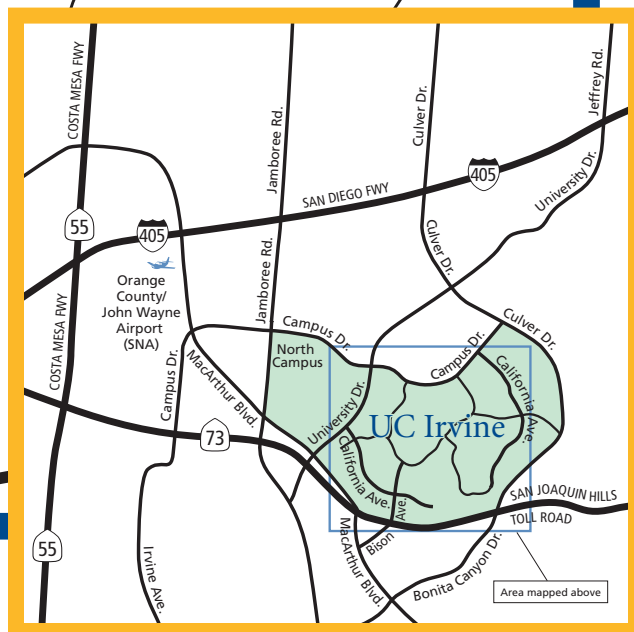 COSTA MESA FWY
Jamboree Rd.
Culver Dr.
Jeffrey Rd.
405
University Dr.
SAN DIEGO FWY
55
405
Culver Dr.
Orange
County/
John Wayne
Airport
(SNA)
Jamboree Rd.
COSTA MESA FWY
Campus Dr.
Culver Dr.
North
Campus
Campus Dr.
Campus Dr.
MacArthur Blvd.
California Ave.
University Dr.
UC Irvine
73
California Ave.
SAN JOAQUIN HILLS
TOLL ROAD
Bison
Ave.
MacArthur Blvd.
55
Irvine Ave.
Bonita Canyon Dr.
Area mapped above